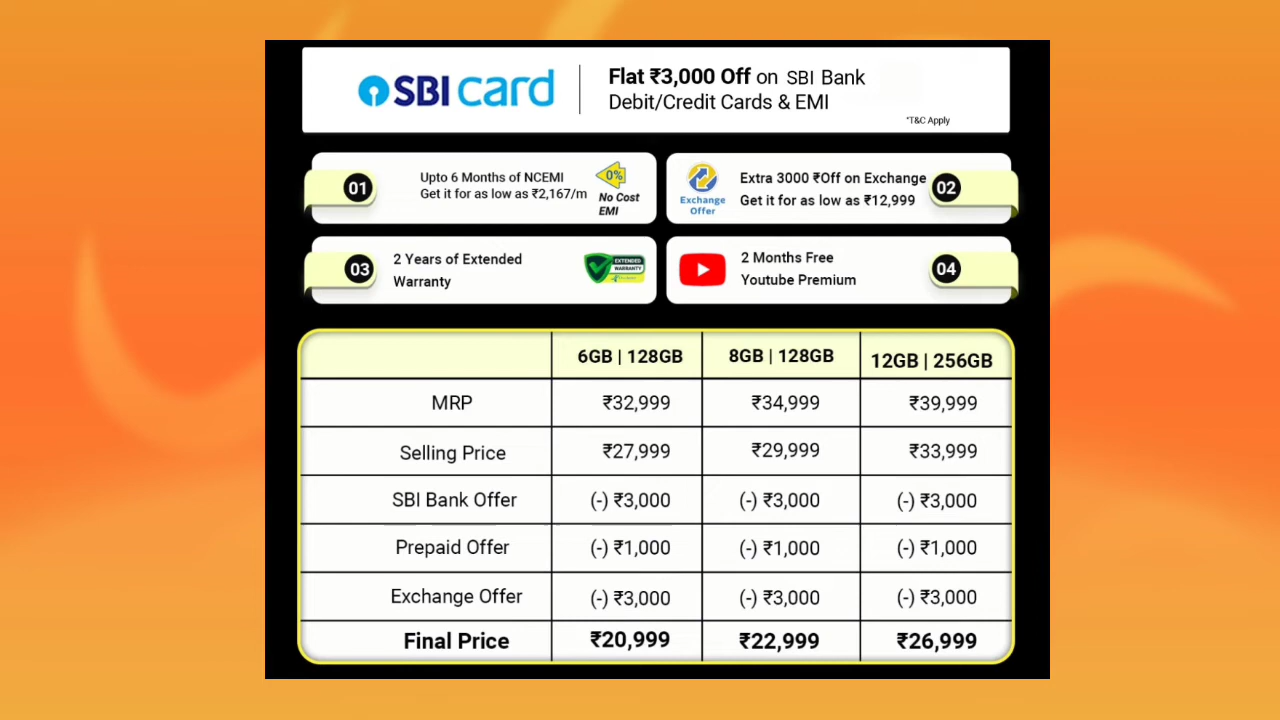 SBI card
Flat ₹3,000 Off on SBI Bank
Debit/Credit Cards & EMI
*T&C Apply
01
Upto 6 Months of NCEMI
Get it for as low as ₹2,167/m
0%
No Cost
EMI
Exchange
Offer
Extra 3000 ₹Off on Exchange
Get it for as low as ₹12,999
02
03
2 Years of Extended
Warranty
EXTENDED
WARRANTY
2 Months Free
Youtube Premium
04
6GB | 128GB 8GB | 128GB 12GB | 256GB
MRP ₹32,999 ₹34,999 ₹39,999
Selling Price ₹27,999 ₹29,999 ₹33,999
SBI Bank Offer (-) ₹3,000 (-) ₹3,000 (-) ₹3,000
Prepaid Offer (-) ₹1,000 (-) ₹1,000 (-) ₹1,000
Exchange Offer (-) ₹3,000 (-) ₹3,000 (-) ₹3,000
Final Price ₹20,999 ₹22,999 ₹26,999